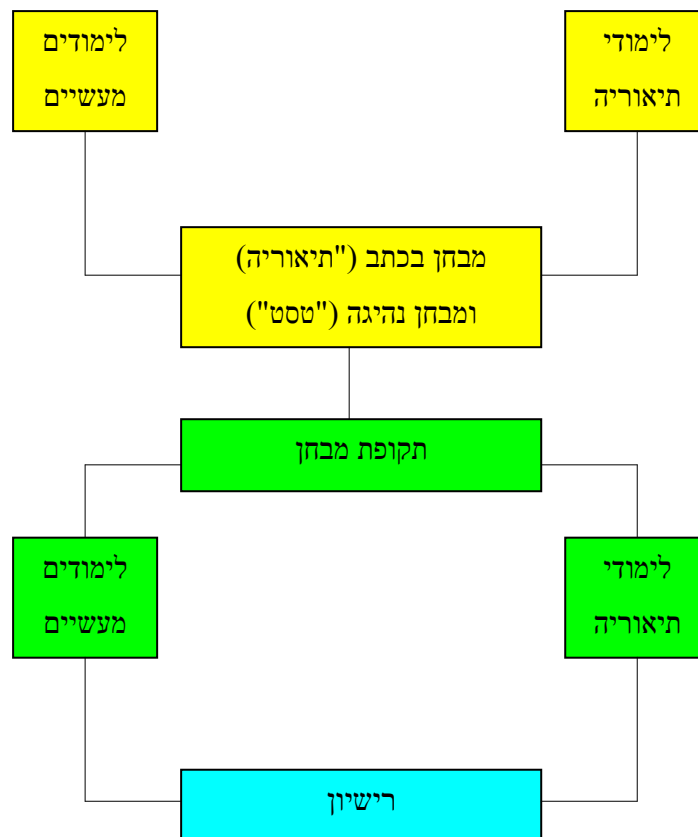 לימודי
תיאוריה
לימודים
מעשיים
מבחן בכתב ("תיאוריה)
ומבחן נהיגה ("טסט")
תקופת מבחן
לימודי
תיאוריה
לימודים
מעשיים
רישיון